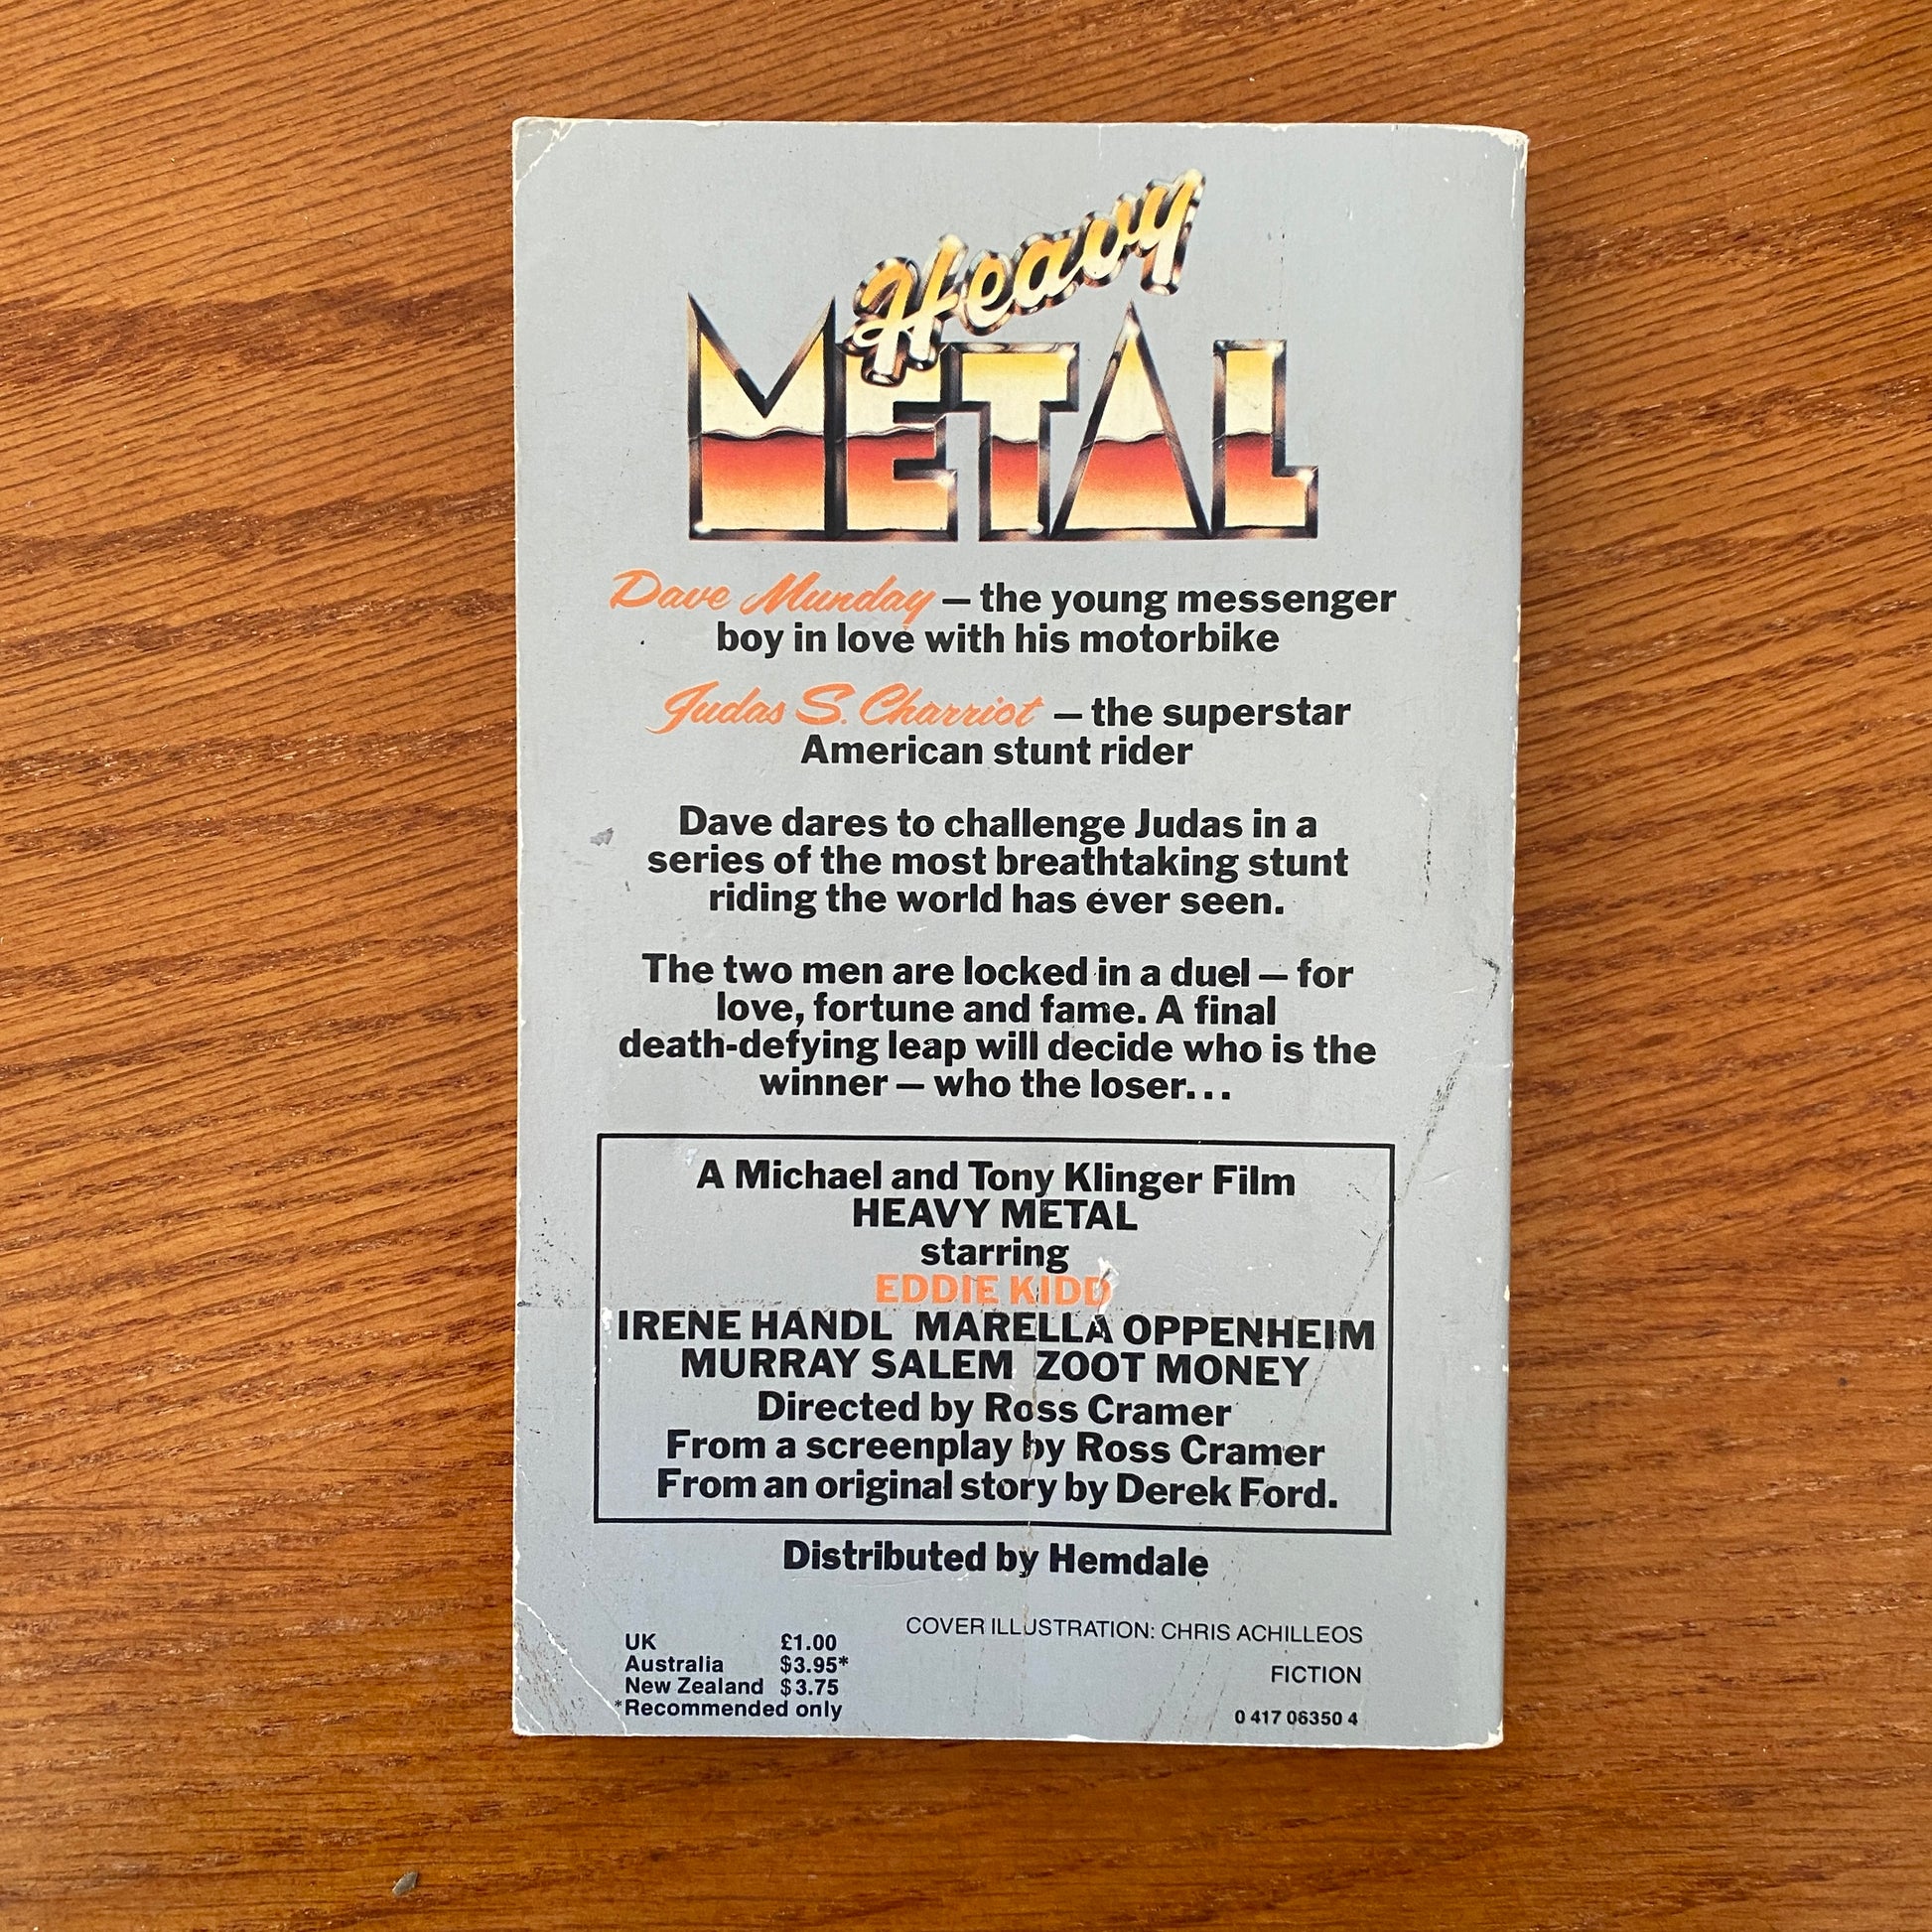 Heavy
METAL
Dave Munday — the young messenger
boy in love with his motorbike
Judas S. Charriot — the superstar
American stunt rider
Dave dares to challenge Judas in a
series of the most breathtaking stunt
riding the world has ever seen.
The two men are locked in a duel — for
love, fortune and fame. A final
death-defying leap will decide who is the
winner — who the loser...
A Michael and Tony Klinger Film
HEAVY METAL
starring
EDDIE KIDD
IRENE HANDL MARELLA OPPENHEIM
MURRAY SALEM ZOOT MONEY
Directed by Ross Cramer
From a screenplay by Ross Cramer
From an original story by Derek Ford.
Distributed by Hemdale
COVER ILLUSTRATION: CHRIS ACHILLEOS
UK £1.00
Australia $3.95*
New Zealand $3.75
*Recommended only
FICTION
0 417 06350 4